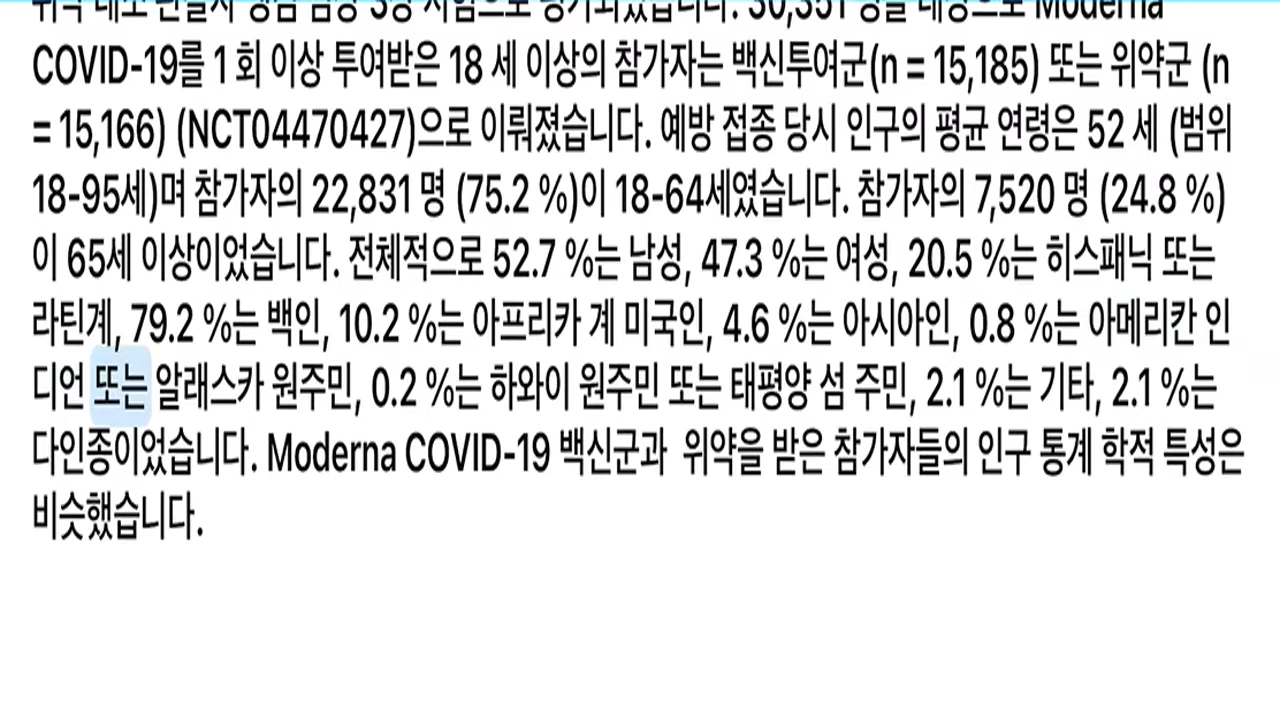 30,351 명을 대상으로 Moderna
COVID-19를 1 회 이상 투여받은 18 세 이상의 참가자는 백신투여군(n = 15,185) 또는 위약군 (n
= 15,166) (NCT04470427)으로 이뤄졌습니다. 예방 접종 당시 인구의 평균 연령은 52 세 (범위
18-95세)며 참가자의 22,831 명 (75.2 %)이 18-64세였습니다. 참가자의 7,520 명 (24.8 %)
이 65세 이상이었습니다. 전체적으로 52.7 %는 남성, 47.3 %는 여성, 20.5 %는 히스패닉 또는
라틴계, 79.2 %는 백인, 10.2 %는 아프리카 계 미국인, 4.6 %는 아시아인, 0.8 %는 아메리칸 인
디언 또는 알래스카 원주민, 0.2 %는 하와이 원주민 또는 태평양 섬 주민, 2.1 %는 기타, 2.1 %는
다인종이었습니다. Moderna COVID-19 백신군과 위약을 받은 참가자들의 인구 통계 학적 특성은
비슷했습니다.